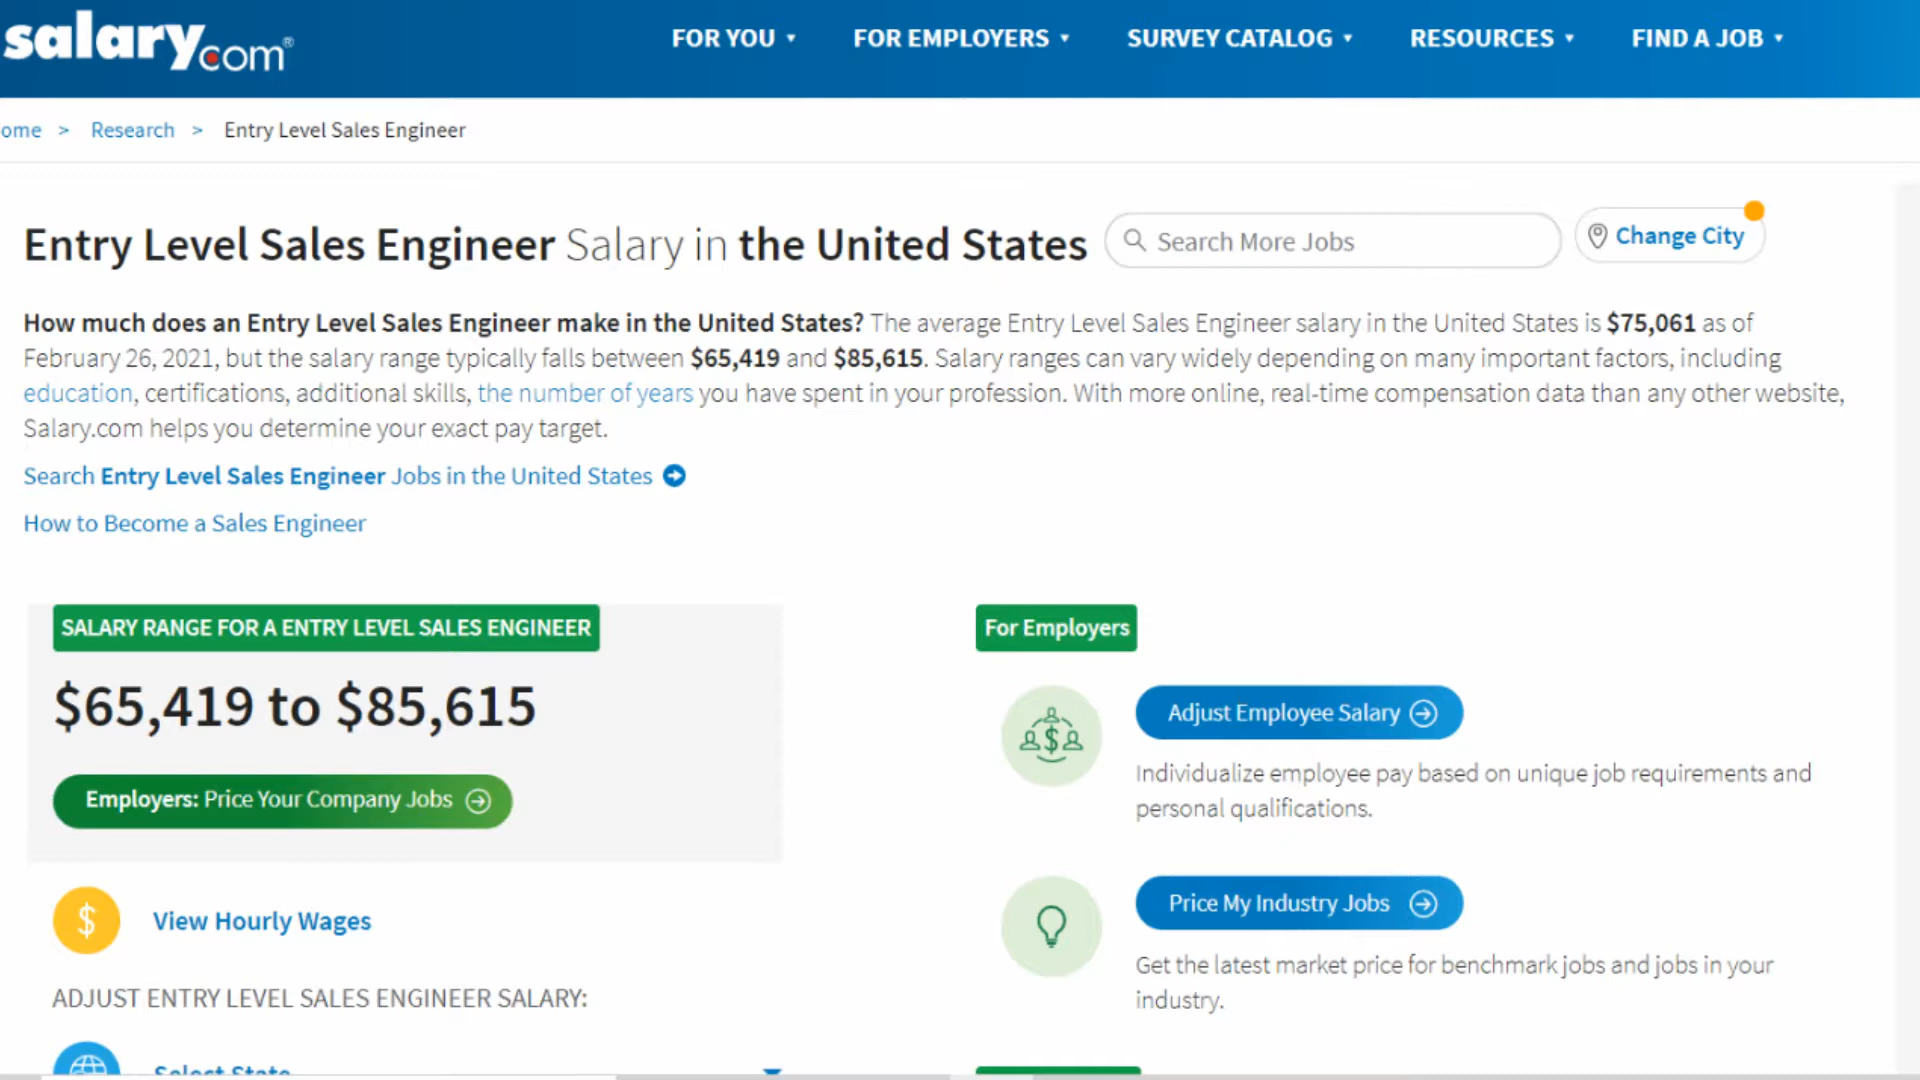 salary.com®
FOR YOU
FOR EMPLOYERS
SURVEY CATALOG
RESOURCES
FIND A JOB
ome > Research > Entry Level Sales Engineer
Entry Level Sales Engineer Salary in the United States
Search More Jobs
Change City
How much does an Entry Level Sales Engineer make in the United States? The average Entry Level Sales Engineer salary in the United States is $75,061 as of
February 26, 2021, but the salary range typically falls between $65,419 and $85,615. Salary ranges can vary widely depending on many important factors, including
education, certifications, additional skills, the number of years you have spent in your profession. With more online, real-time compensation data than any other website,
Salary.com helps you determine your exact pay target.
Search Entry Level Sales Engineer Jobs in the United States
How to Become a Sales Engineer
SALARY RANGE FOR A ENTRY LEVEL SALES ENGINEER
$65,419 to $85,615
Employers: Price Your Company Jobs
$
View Hourly Wages
ADJUST ENTRY LEVEL SALES ENGINEER SALARY:
Select State
For Employers
$
Adjust Employee Salary
Individualize employee pay based on unique job requirements and
personal qualifications.
Price My Industry Jobs
Get the latest market price for benchmark jobs and jobs in your
industry.